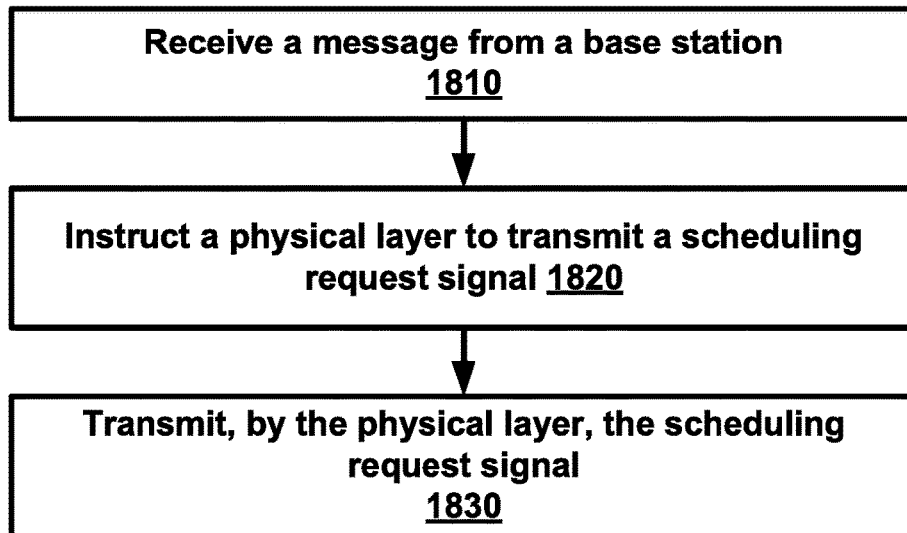 Receive a message from a base station
1810
Instruct a physical layer to transmit a scheduling
request signal 1820
Transmit, by the physical layer, the scheduling
request signal
1830